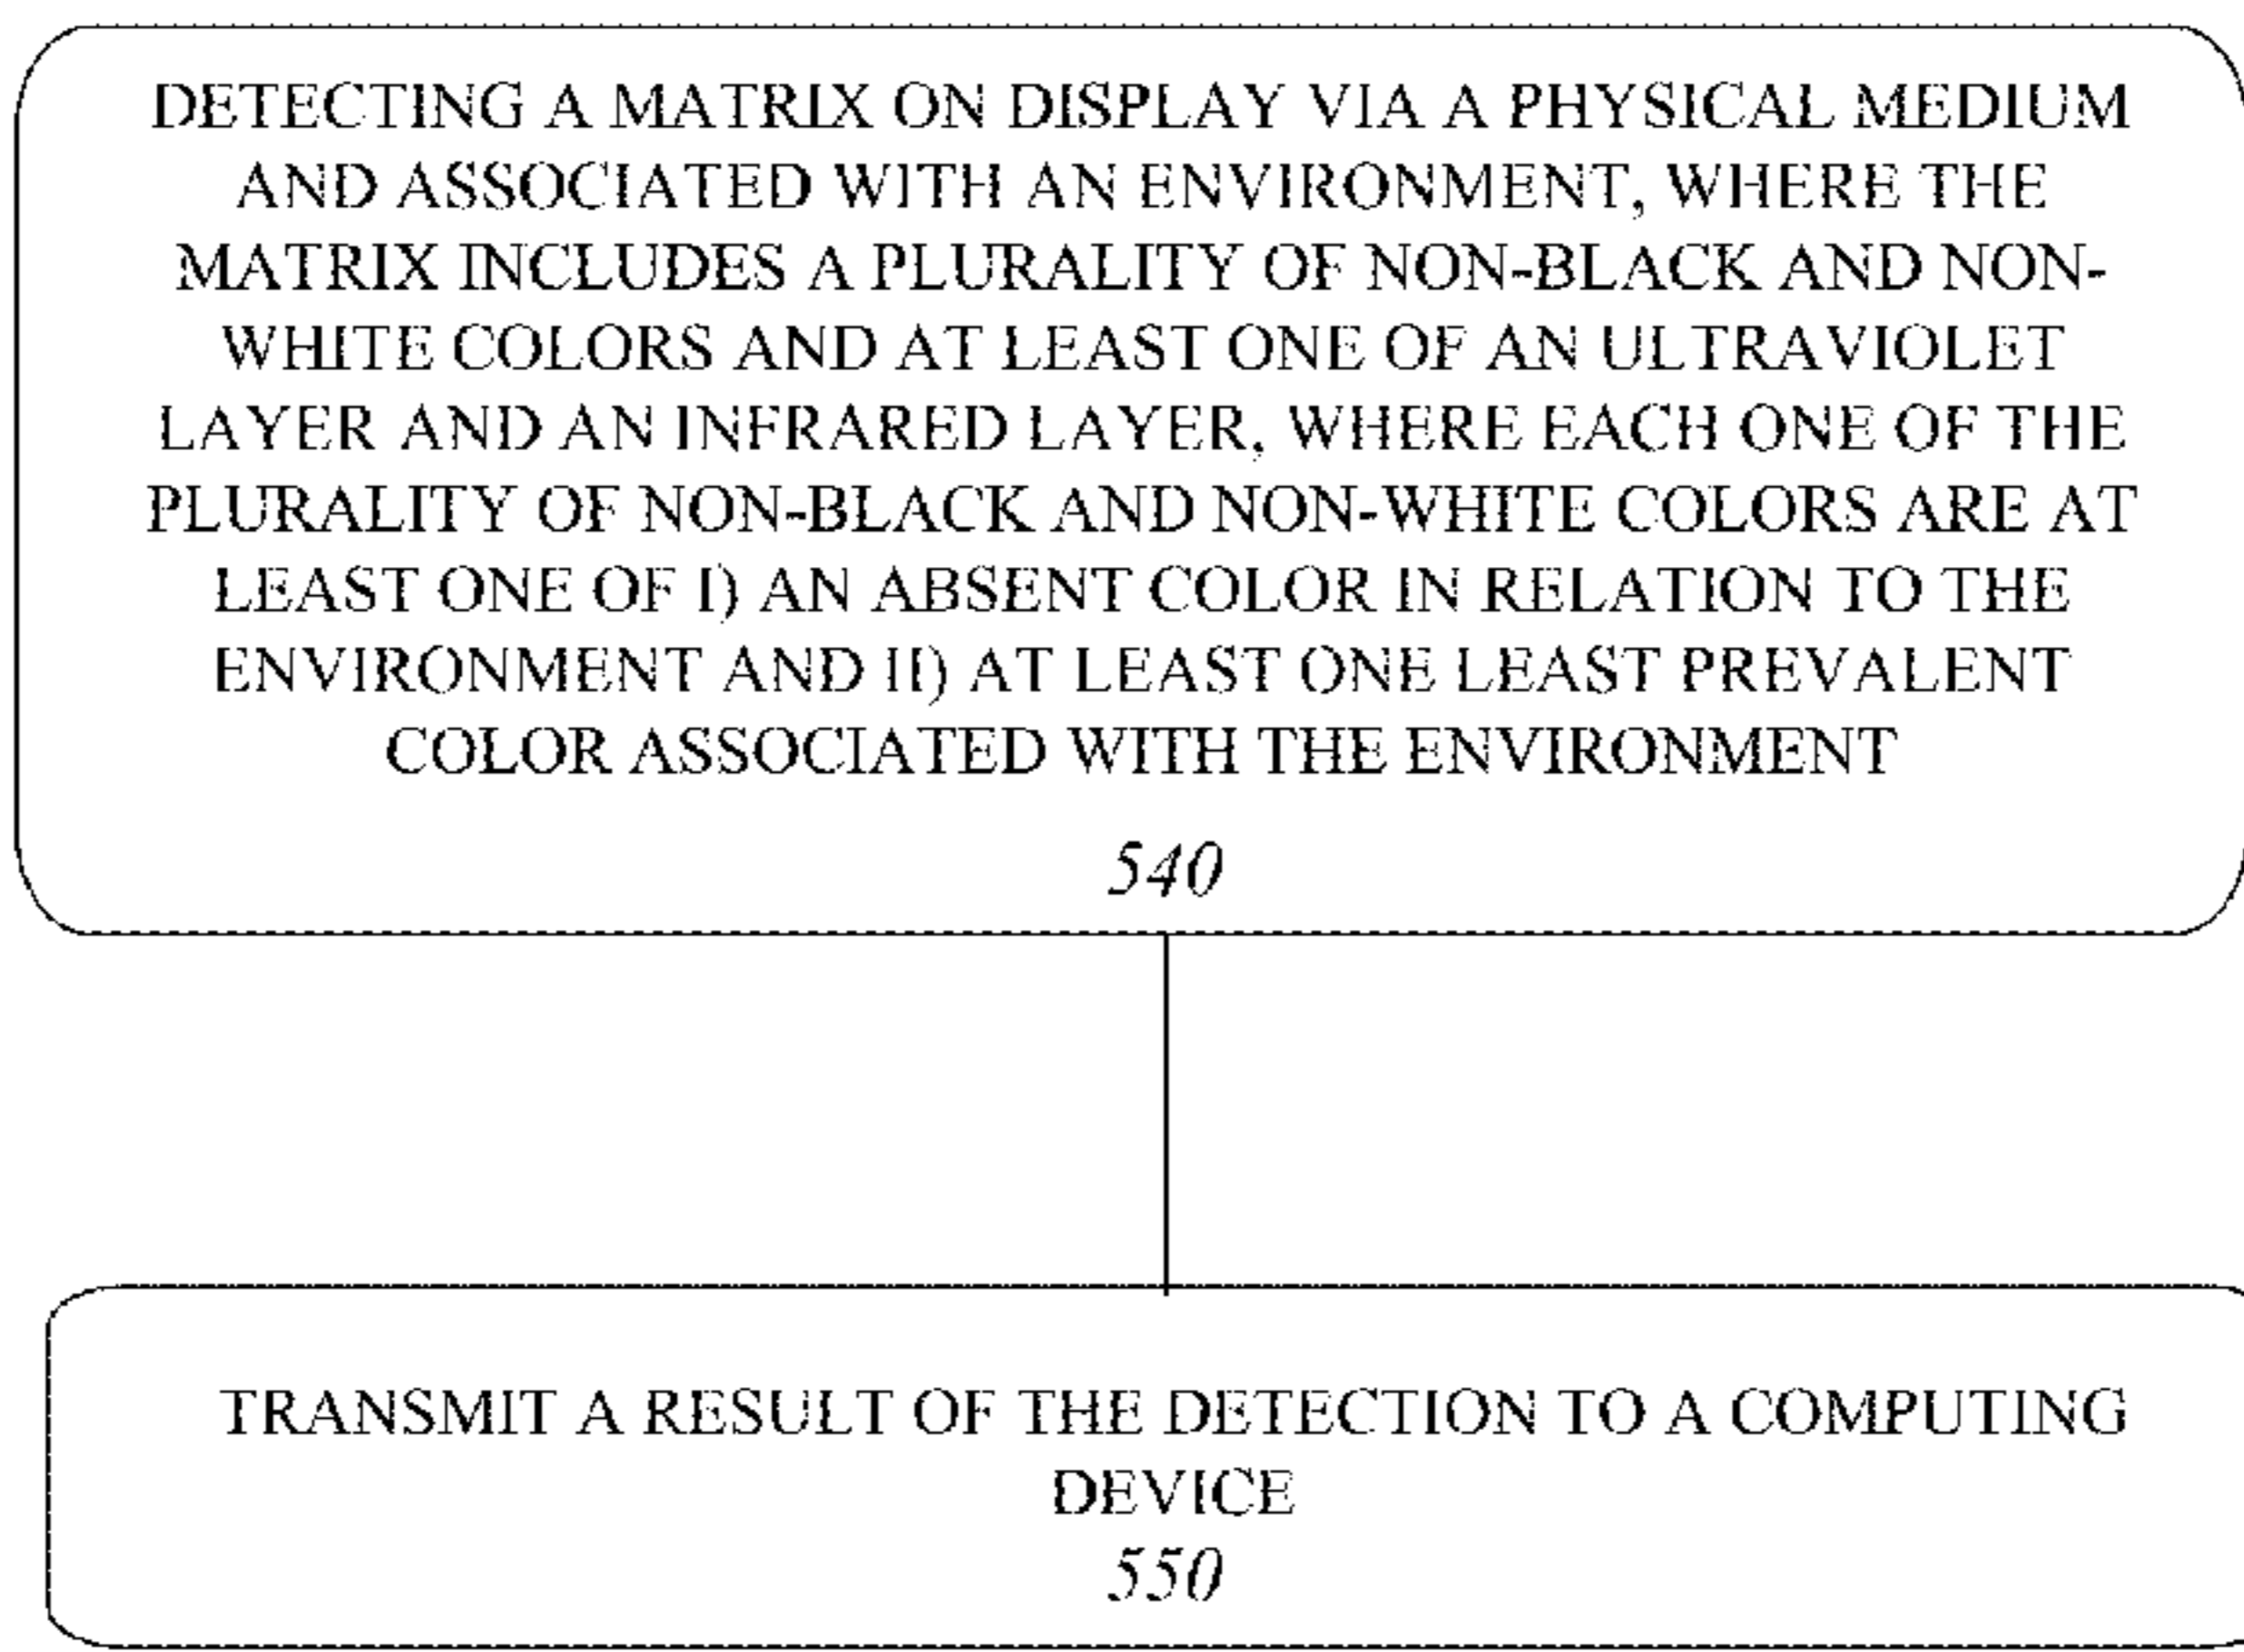 DETECTING A MATRIX ON DISPLAY VIA A PHYSICAL MEDIUM
AND ASSOCIATED WITH AN ENVIRONMENT, WHERE THE
MATRIX INCLUDES A PLURALITY OF NON-BLACK AND NON-
WHITE COLORS AND AT LEAST ONE OF AN ULTRAVIOLET
LAYER AND AN INFRARED LAYER, WHERE EACH ONE OF THE
PLURALITY OF NON-BLACK AND NON-WHITE COLORS ARE AT
LEAST ONE OF I) AN ABSENT COLOR IN RELATION TO THE
ENVIRONMENT AND II) AT LEAST ONE LEAST PREVALENT
COLOR ASSOCIATED WITH THE ENVIRONMENT
540
TRANSMIT A RESULT OF THE DETECTION TO A COMPUTING
DEVICE
550